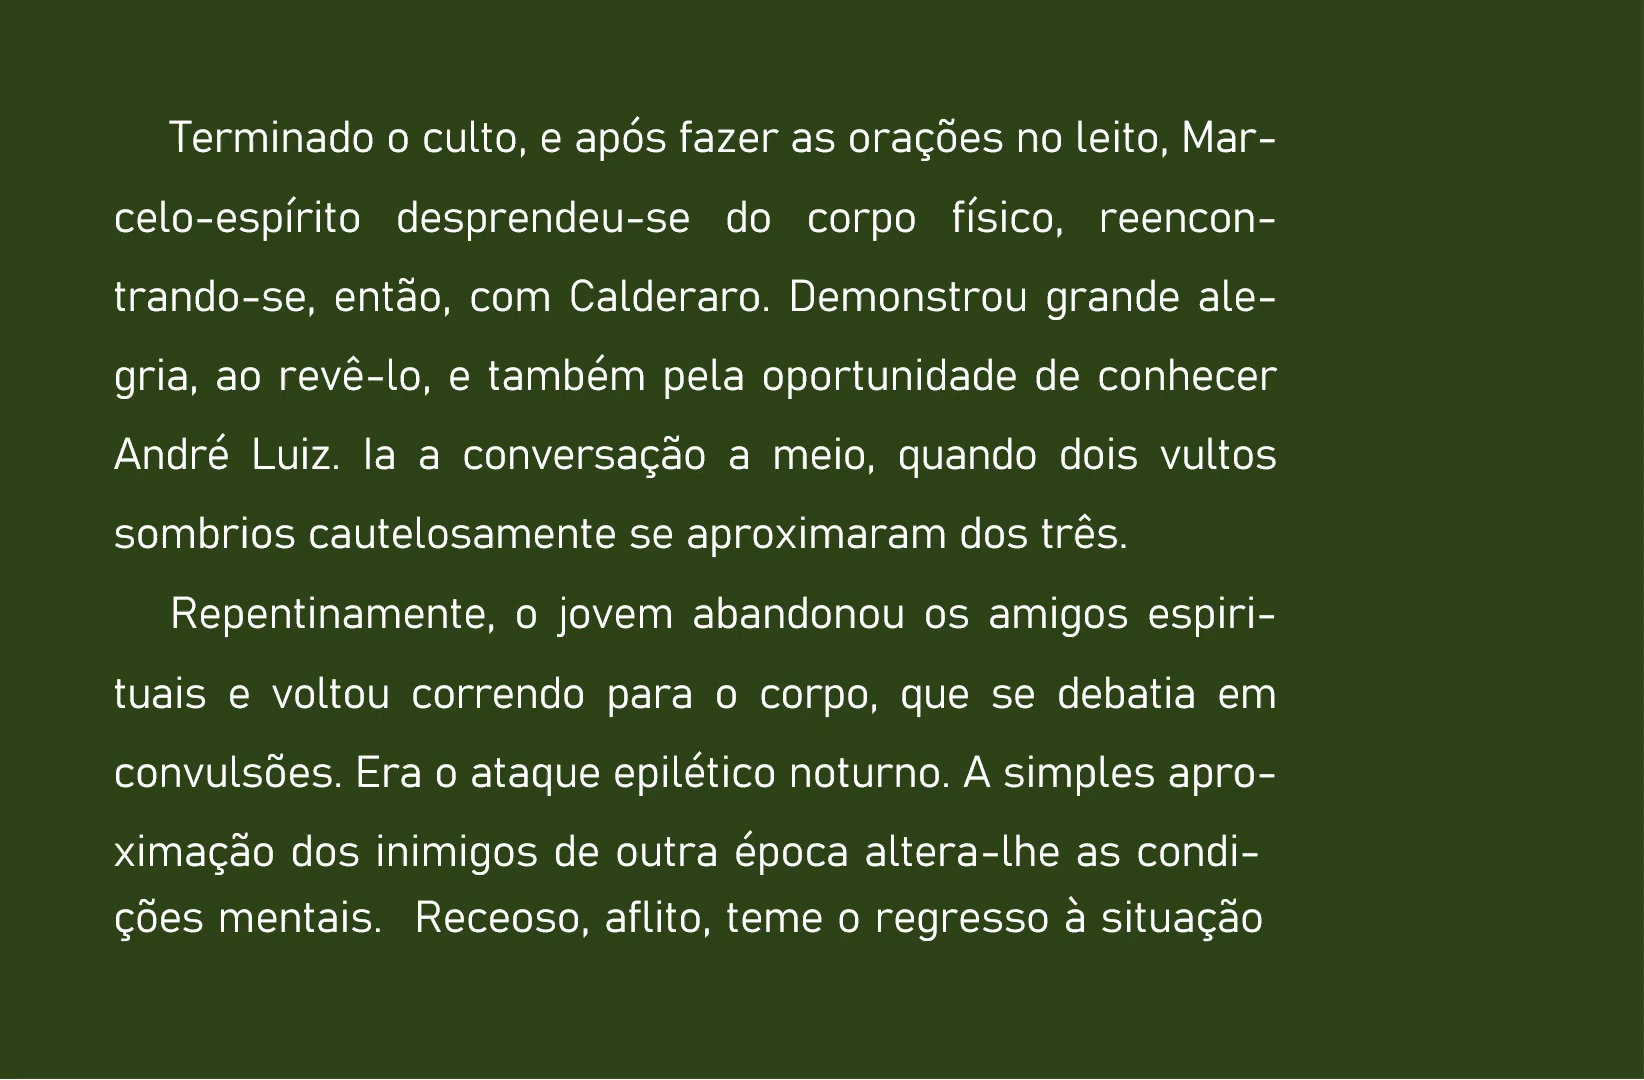 Terminado o culto, e após fazer as orações no leito, Mar-
celo-espírito desprendeu-se do corpo físico, reencon-
trando-se, então, com Calderaro. Demonstrou grande ale-
gria, ao revê-lo, e também pela oportunidade de conhecer
André Luiz. Ia a conversação a meio, quando dois vultos
sombrios cautelosamente se aproximaram dos três.
Repentinamente, o jovem abandonou os amigos espiri-
tuais e voltou correndo para o corpo, que se debatia em
convulsões. Era o ataque epilético noturno. A simples apro-
ximação dos inimigos de outra época altera-lhe as condi-
ções mentais.  Receoso, aflito, teme o regresso à situação